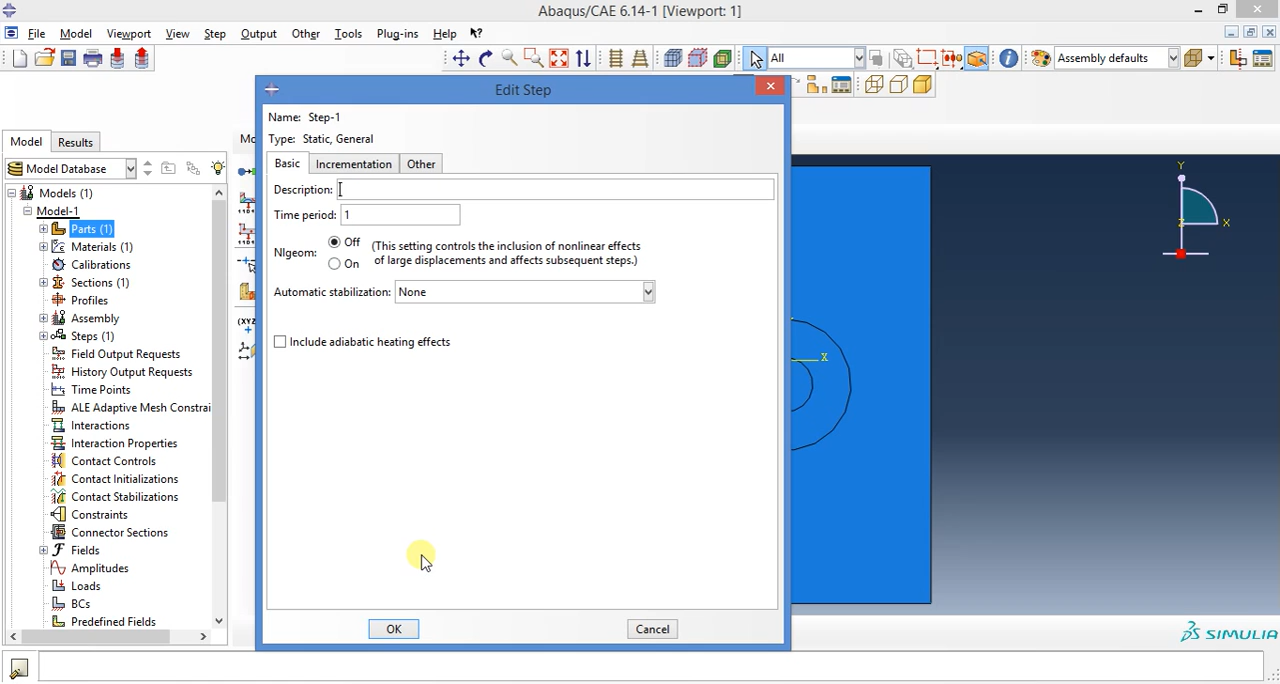 Abaqus/CAE 6.14-1 [Viewport: 1]
File Model Viewport View Step Output Other Tools Plug-ins Help
All
Assembly defaults
Edit Step
Name: Step-1
Type: Static, General
Basic Incrementation Other
Description:
Time period: 1
Nlgeom: Off On
(This setting controls the inclusion of nonlinear effects
of large displacements and affects subsequent steps.)
Automatic stabilization: None
Include adiabatic heating effects
OK Cancel
Model Results
Mo
Model Database
Models (1)
Model-1
Parts (1)
Materials (1)
Calibrations
Sections (1)
Profiles
Assembly
Steps (1)
Field Output Requests
History Output Requests
Time Points
ALE Adaptive Mesh Constrai
Interactions
Interaction Properties
Contact Controls
Contact Initializations
Contact Stabilizations
Constraints
Connector Sections
Fields
Amplitudes
Loads
BCs
Predefined Fields
(XYZ
X
Y
Z
X
SIMULIA